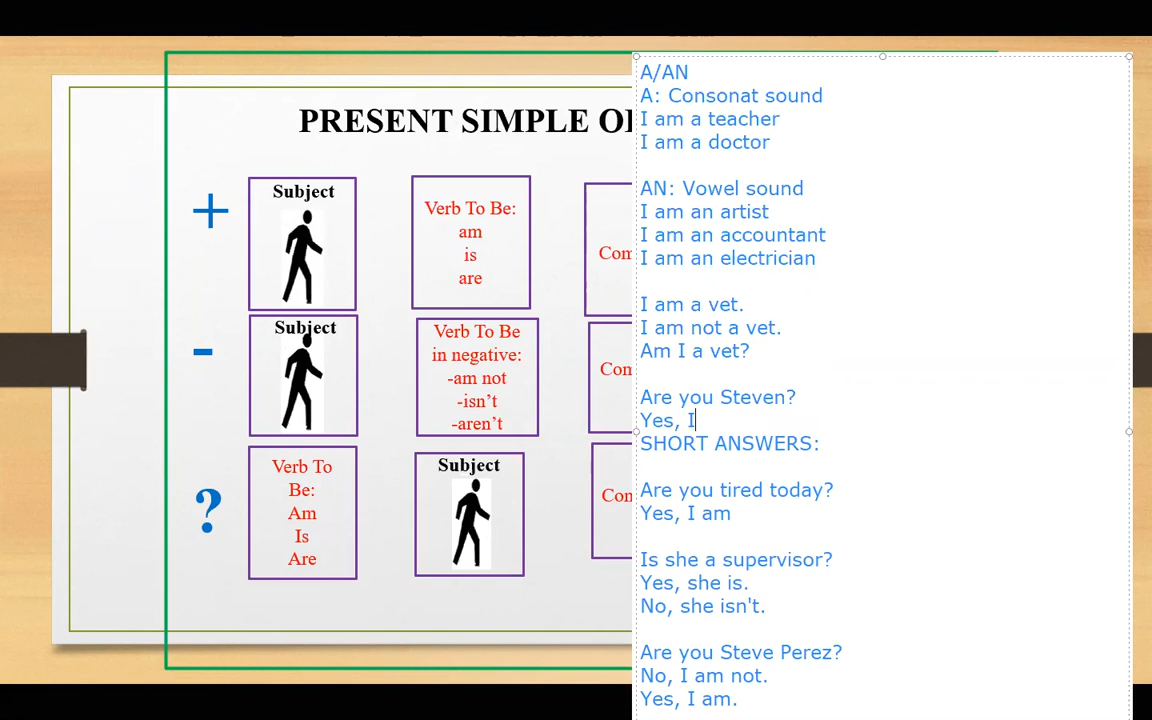 PRESENT SIMPLE
+
Subject
Verb To Be:
am
is
are
-
Subject
Verb To Be
in negative:
-am not
-isn't
-aren't
?
Verb To
Be:
Am
Is
Are
Subject
A/AN
A: Consonat sound
I am a teacher
I am a doctor
AN: Vowel sound
I am an artist
I am an accountant
I am an electrician
I am a vet.
I am not a vet.
Am I a vet?
Are you Steven?
Yes, I
SHORT ANSWERS:
Are you tired today?
Yes, I am
Is she a supervisor?
Yes, she is.
No, she isn't.
Are you Steve Perez?
No, I am not.
Yes, I am.